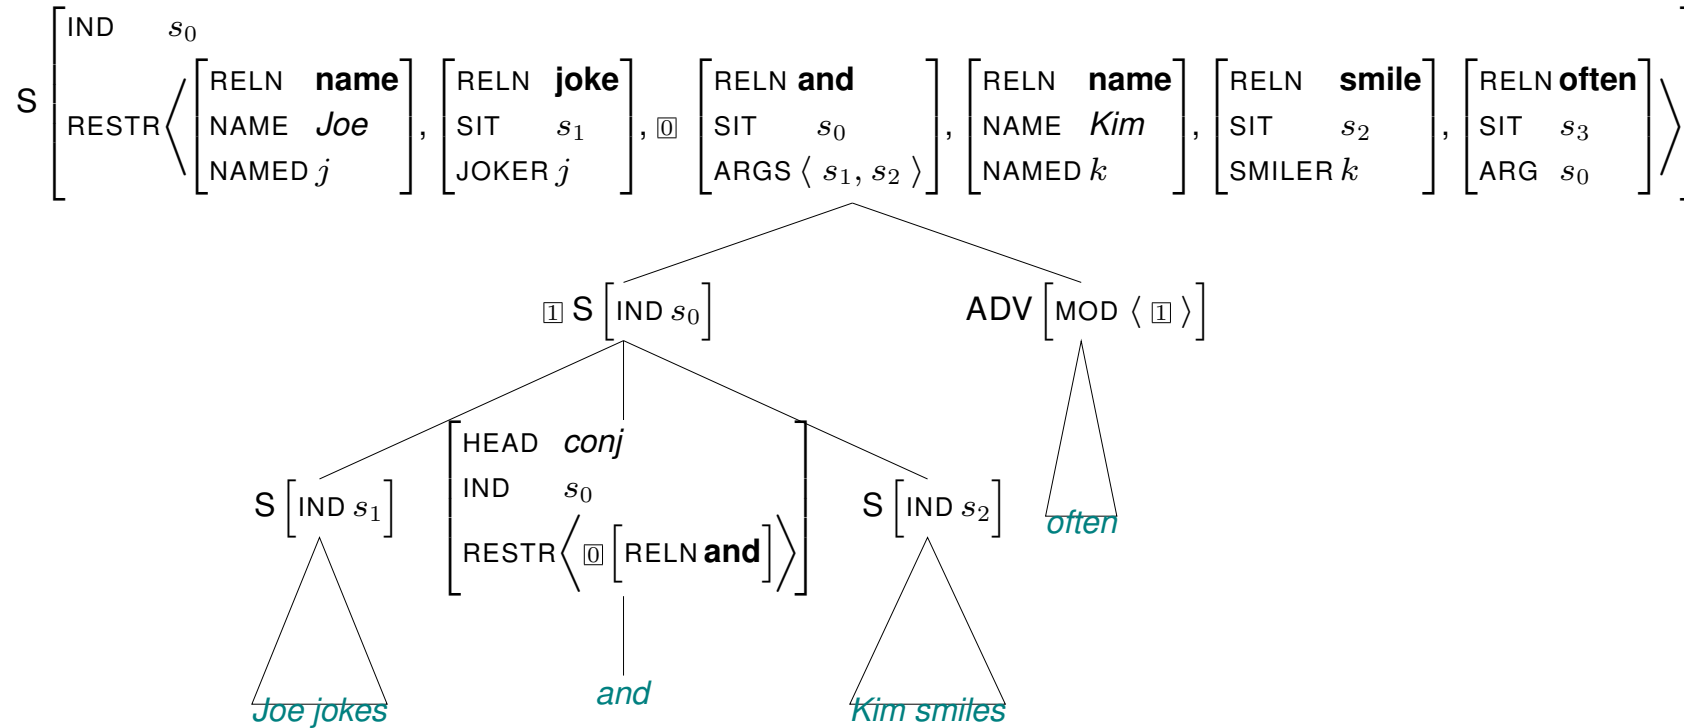 IND s₀
RELN name RELN joke RELN and RELN name RELN smile RELN often
S RESTR ⟨ NAME Joe , SIT s₁ , 0 SIT s₀ , NAME Kim , SIT s₂ , SIT s₃ ⟩
NAMED j JOKER j ARGS ⟨ s₁, s₂ ⟩ NAMED k SMILER k ARG s₀
1 S [IND s₀] ADV [MOD ⟨ 1 ⟩]
HEAD conj
IND s₀
S [IND s₁] S [IND s₂]
often
RESTR ⟨ 0 [RELN and] ⟩
and
Joe jokes Kim smiles